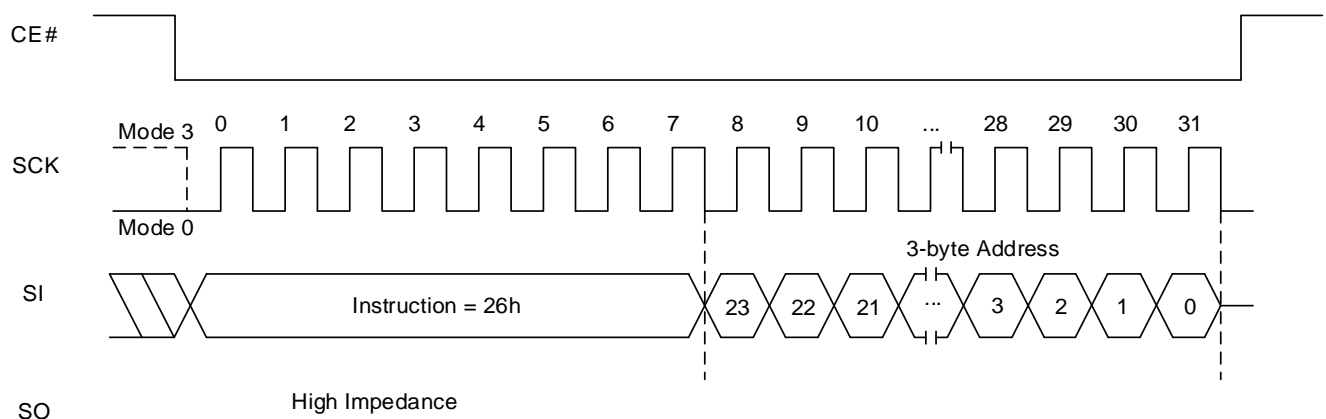 CE#
Mode 3 0 1 2 3 4 5 6 7 8 9 10 ... 28 29 30 31
SCK
Mode 0
3-byte Address
SI Instruction = 26h 23 22 21 ... 3 2 1 0
High Impedance
SO